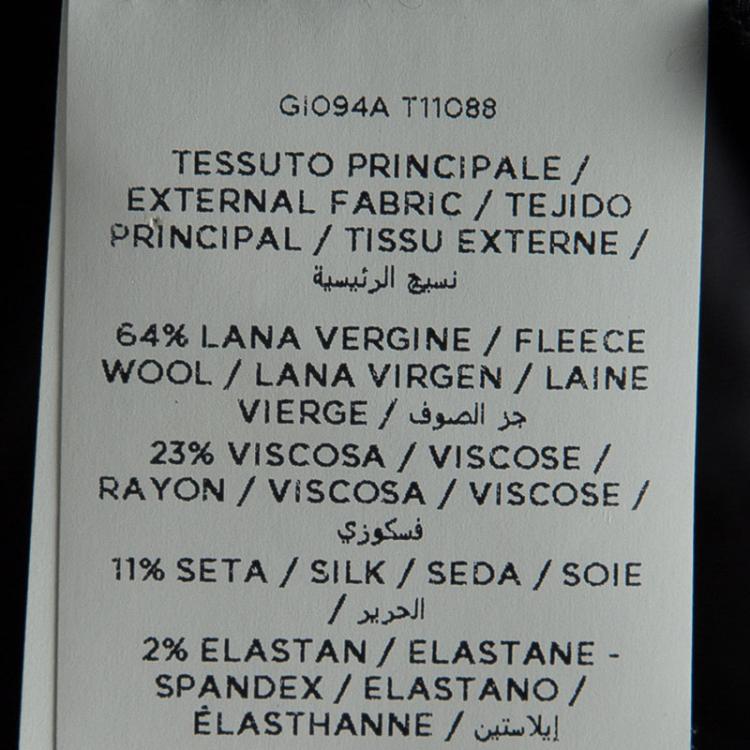 GI094A T11088
TESSUTO PRINCIPALE /
EXTERNAL FABRIC / TEJIDO
PRINCIPAL / TISSU EXTERNE /
نسيج الرئيسية
64% LANA VERGINE / FLEECE
WOOL / LANA VIRGEN / LAINE
VIERGE / جز الصوف
23% VISCOSA / VISCOSE /
RAYON / VISCOSA / VISCOSE /
فسكوزي
11% SETA / SILK / SEDA / SOIE
/ الحرير
2% ELASTAN / ELASTANE -
SPANDEX / ELASTANO /
ÉLASTHANNE / إيلاستين